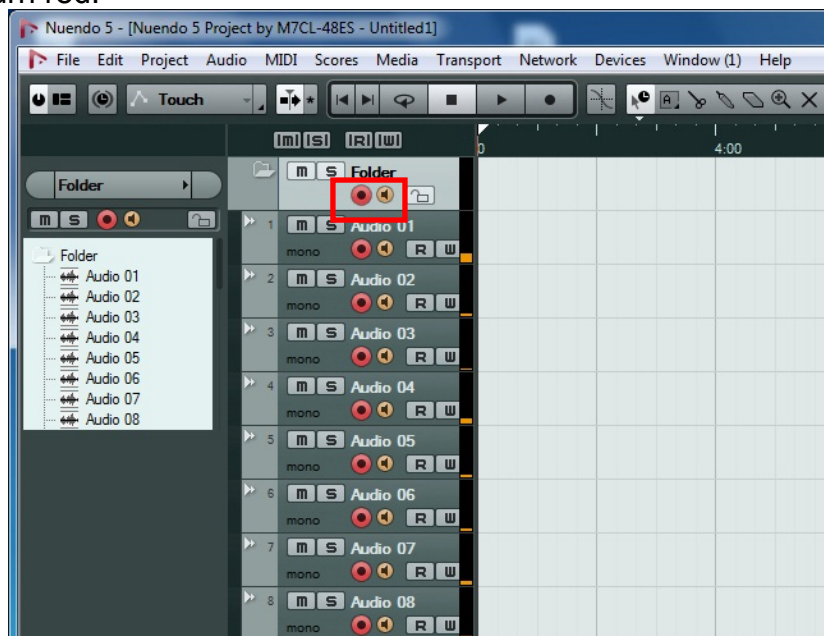 Nuendo 5 - [Nuendo 5 Project by M7CL-48ES - Untitled1]
File Edit Project Audio MIDI Scores Media Transport Network Devices Window (1) Help
Touch
m S R W
0 4:00
Folder
m S
Folder
Audio 01
Audio 02
Audio 03
Audio 04
Audio 05
Audio 06
Audio 07
Audio 08
m S Folder
1 m S Audio 01
mono R W
2 m S Audio 02
mono R W
3 m S Audio 03
mono R W
4 m S Audio 04
mono R W
5 m S Audio 05
mono R W
6 m S Audio 06
mono R W
7 m S Audio 07
mono R W
8 m S Audio 08
mono R W